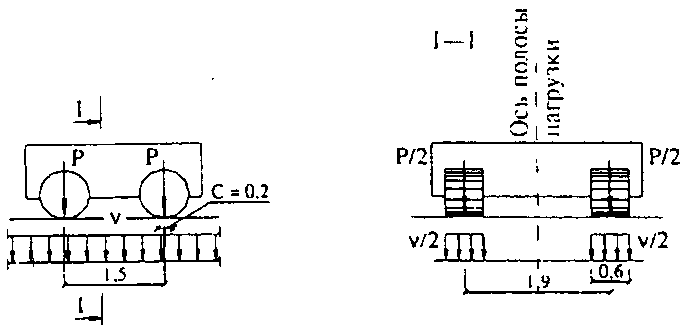 I
P
P
C = 0.2
v
1,5
I
I – I
Ось полосы
нагрузки
P/2
P/2
v/2
v/2
0,6
1,9